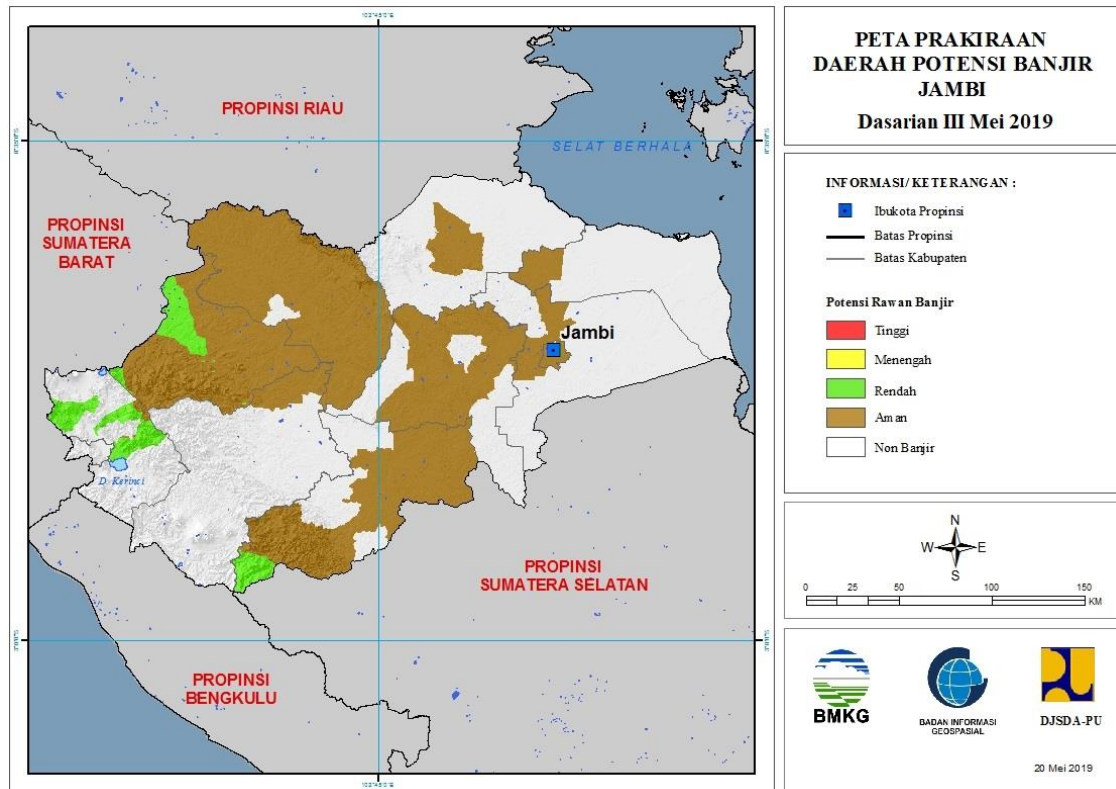 PETA PRAKIRAAN
DAERAH POTENSI BANJIR
JAMBI
Dasarian III Mei 2019
PROPINSI RIAU
SELAT BERHALA
PROPINSI
SUMATERA
BARAT
Jambi
D. Kerinci
PROPINSI
SUMATERA SELATAN
PROPINSI
BENGKULU
INFORMASI/ KETERANGAN :
Ibukota Propinsi
Batas Propinsi
Batas Kabupaten
Potensi Rawan Banjir
Tinggi
Menengah
Rendah
Aman
Non Banjir
N
W E
S
0 25 50 100 150
KM
BMKG
BADAN INFORMASI
GEOSPASIAL
DJSDA-PU
20 Mei 2019